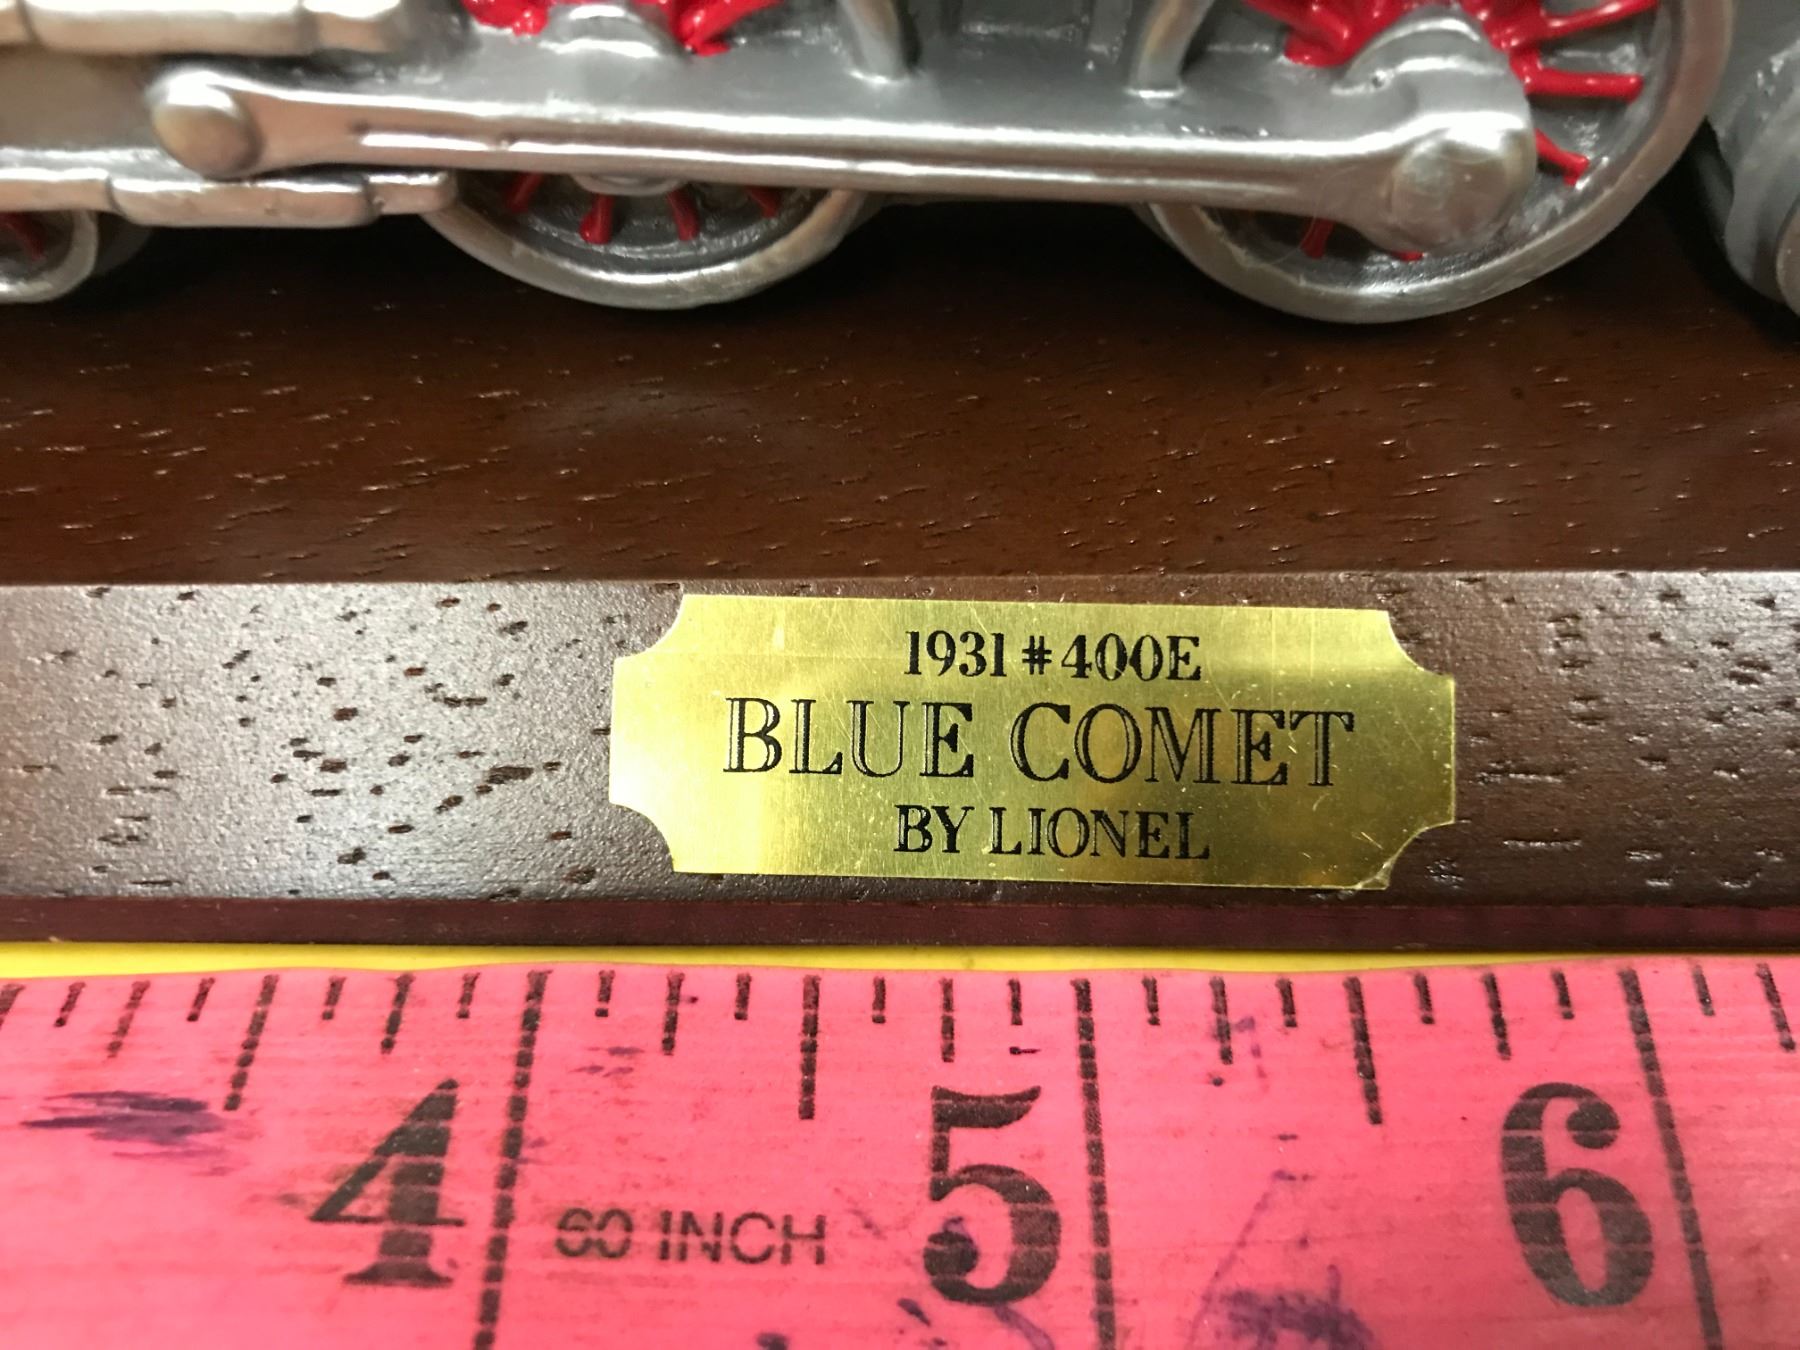 1931 #400E
BLUE COMET
BY LIONEL
4 5 6
60 INCH